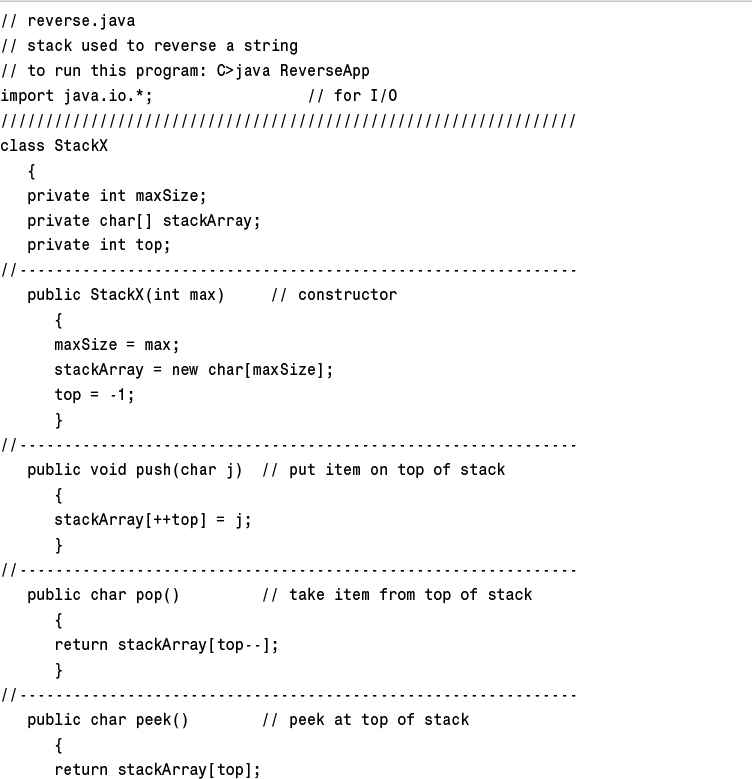 // reverse.java
// stack used to reverse a string
// to run this program: C>java ReverseApp
import java.io.*;                 // for I/O
////////////////////////////////////////////////////////////////
class StackX
   {
   private int maxSize;
   private char[] stackArray;
   private int top;
//--------------------------------------------------------------
   public StackX(int max)     // constructor
      {
      maxSize = max;
      stackArray = new char[maxSize];
      top = -1;
      }
//--------------------------------------------------------------
   public void push(char j)  // put item on top of stack
      {
      stackArray[++top] = j;
      }
//--------------------------------------------------------------
   public char pop()         // take item from top of stack
      {
      return stackArray[top--];
      }
//--------------------------------------------------------------
   public char peek()        // peek at top of stack
      {
      return stackArray[top];